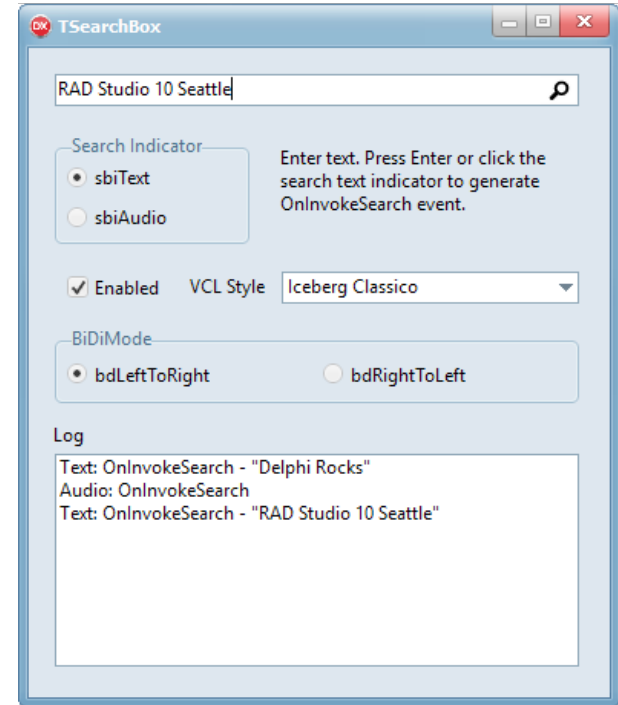 DX TSearchBox
RAD Studio 10 Seattle
Search Indicator
sbiText
sbiAudio
Enter text. Press Enter or click the
search text indicator to generate
OnInvokeSearch event.
Enabled VCL Style Iceberg Classico
BiDiMode
bdLeftToRight bdRightToLeft
Log
Text: OnInvokeSearch - "Delphi Rocks"
Audio: OnInvokeSearch
Text: OnInvokeSearch - "RAD Studio 10 Seattle"